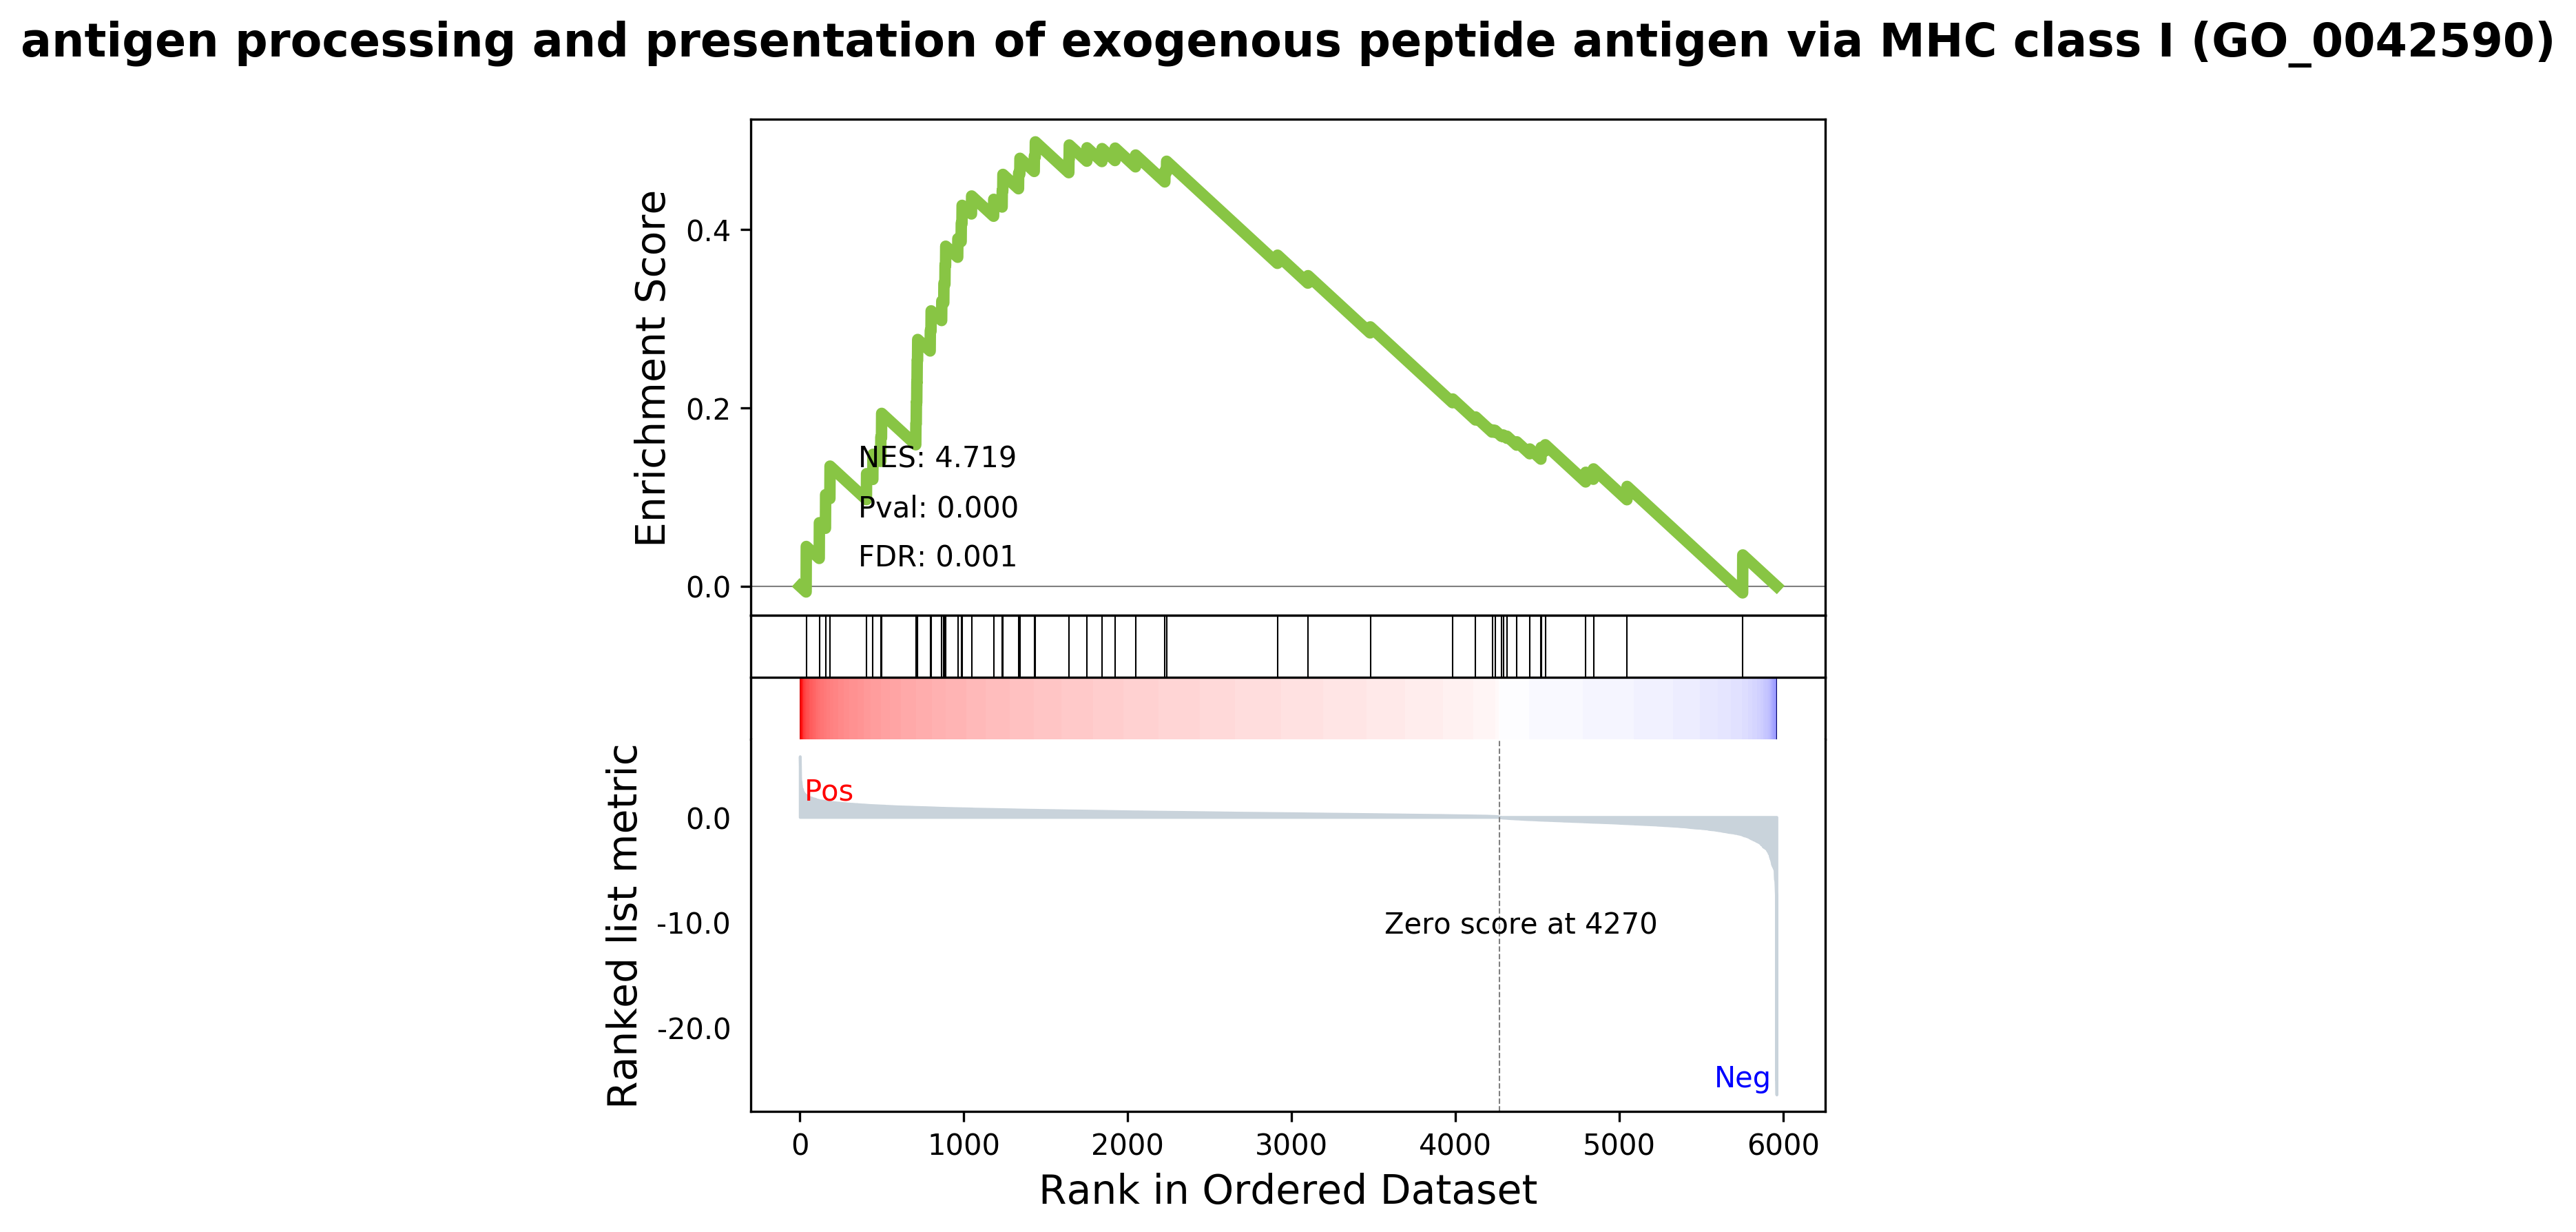 antigen processing and presentation of exogenous peptide antigen via MHC class I (GO_0042590)
Enrichment Score
0.4
0.2
0.0
NES: 4.719
Pval: 0.000
FDR: 0.001
Ranked list metric
Pos
0.0
-10.0
-20.0
Zero score at 4270
Neg
0 1000 2000 3000 4000 5000 6000
Rank in Ordered Dataset